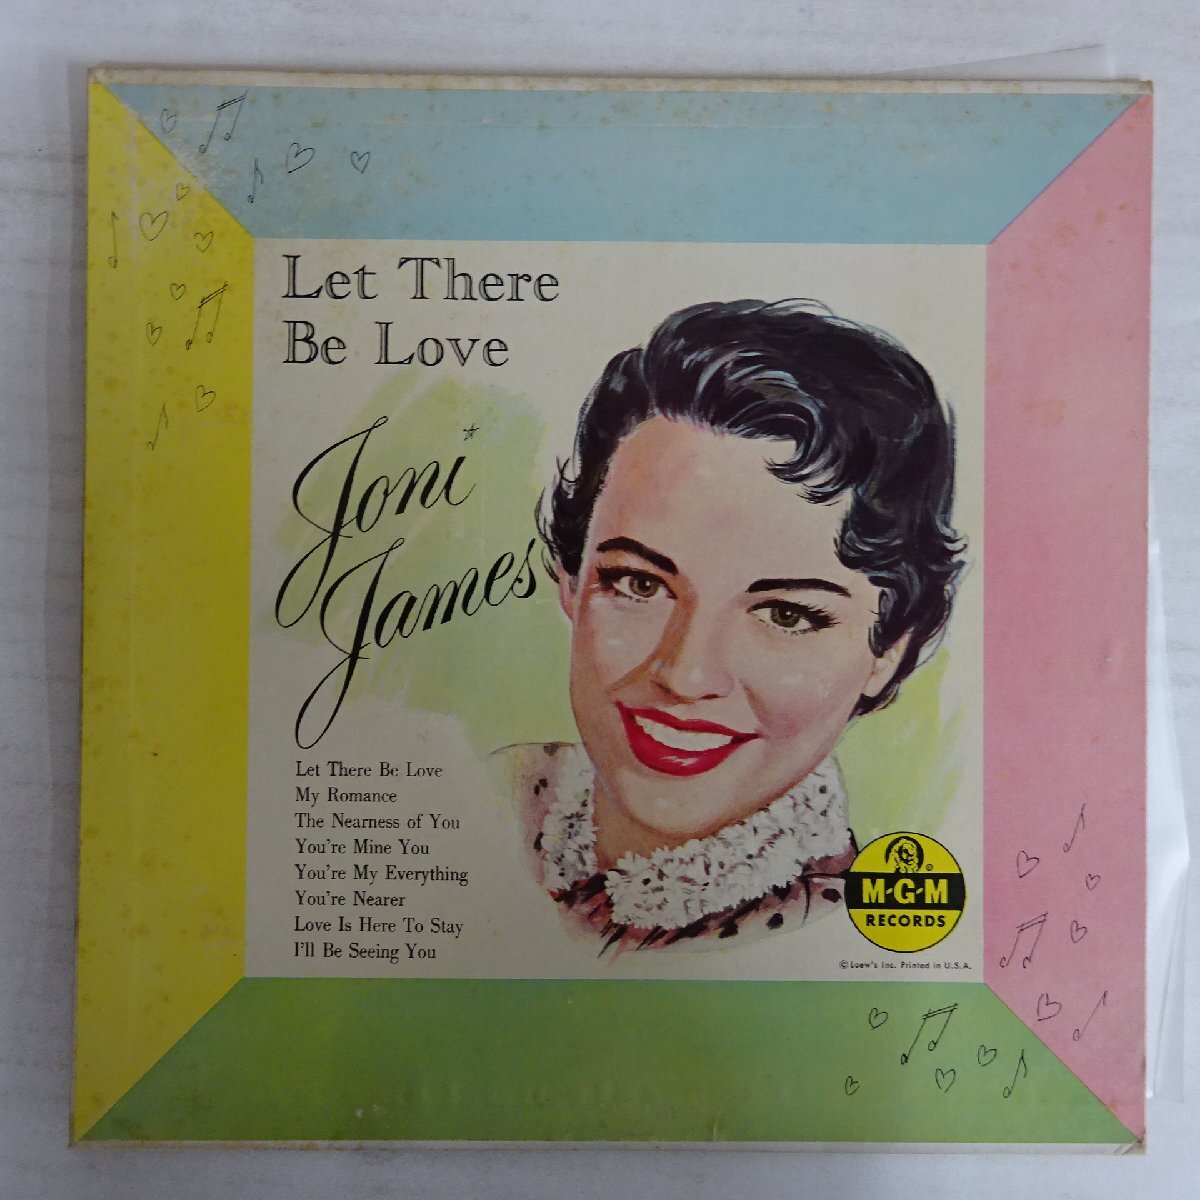 Let There
Be Love
Joni
James
Let There Be Love
My Romance
The Nearness of You
You're Mine You
You're My Everything
You're Nearer
Love Is Here To Stay
I'll Be Seeing You
®
M-G-M
RECORDS
© Loew's Inc. Printed in U.S.A.